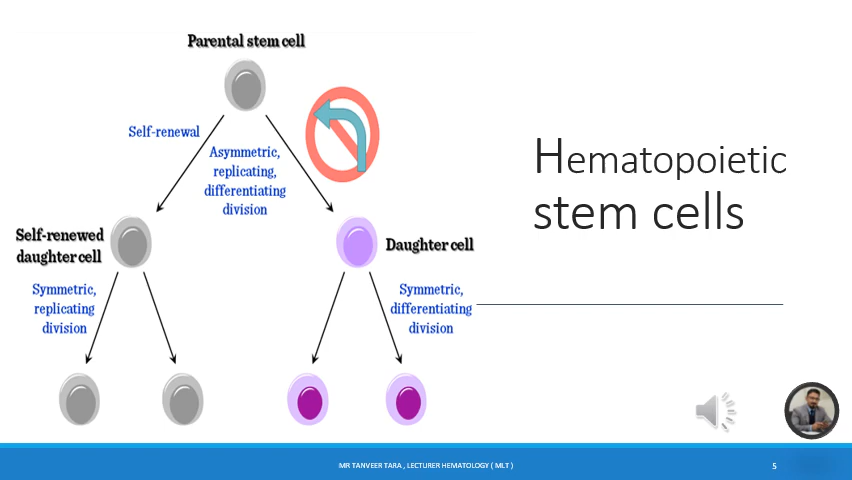 Parental stem cell
Self-renewal
Asymmetric,
replicating,
differentiating
division
Self-renewed
daughter cell
Daughter cell
Symmetric,
replicating
division
Symmetric,
differentiating
division
Hematopoietic
stem cells
MR TANVEER TARA , LECTURER HEMATOLOGY ( MLT )
5